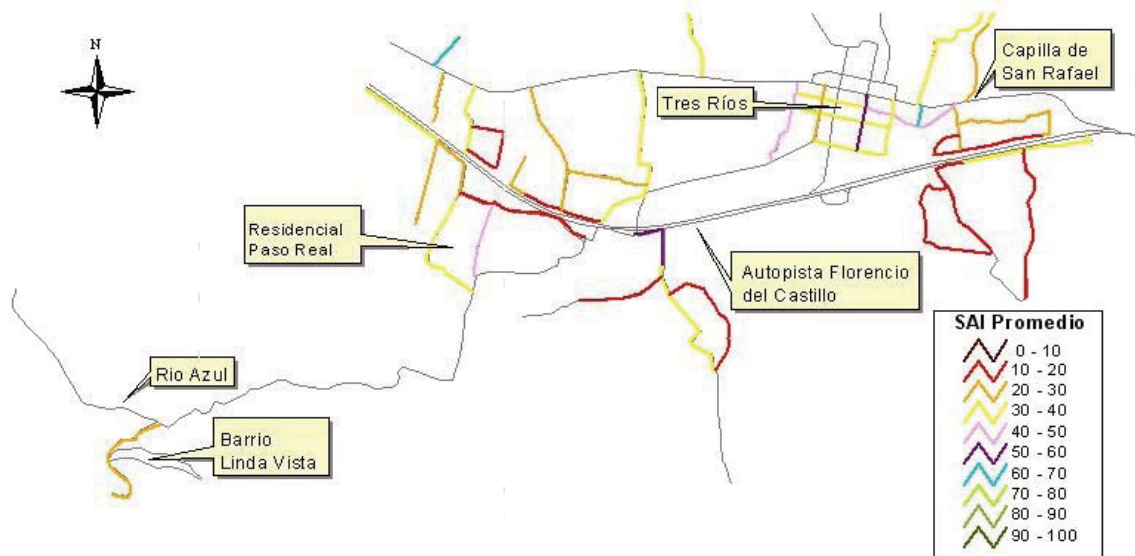 N
Capilla de
San Rafael
Tres Ríos
Residencial
Paso Real
Autopista Florencio
del Castillo
Rio Azul
Barrio
Linda Vista
SAI Promedio
0 - 10
10 - 20
20 - 30
30 - 40
40 - 50
50 - 60
60 - 70
70 - 80
80 - 90
90 - 100